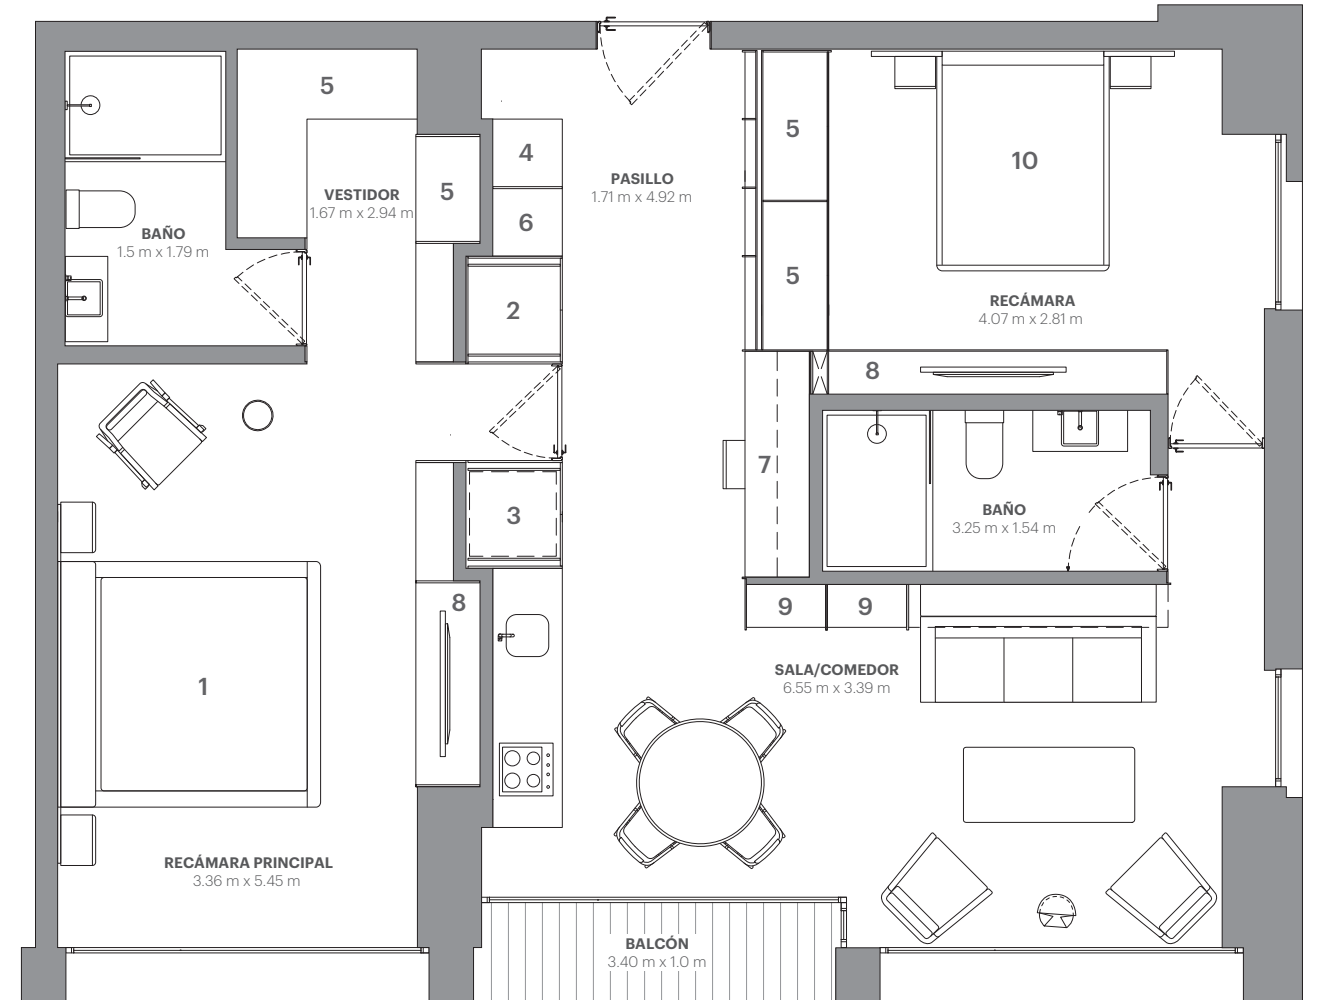 5
4
5
10
PASILLO
1.71 m x 4.92 m
VESTIDOR
1.67 m x 2.94 m
5
6
BAÑO
1.5 m x 1.79 m
5
2
RECÁMARA
4.07 m x 2.81 m
8
7
3
BAÑO
3.25 m x 1.54 m
8
9
9
1
SALA/COMEDOR
6.55 m x 3.39 m
RECÁMARA PRINCIPAL
3.36 m x 5.45 m
BALCÓN
3.40 m x 1.0 m